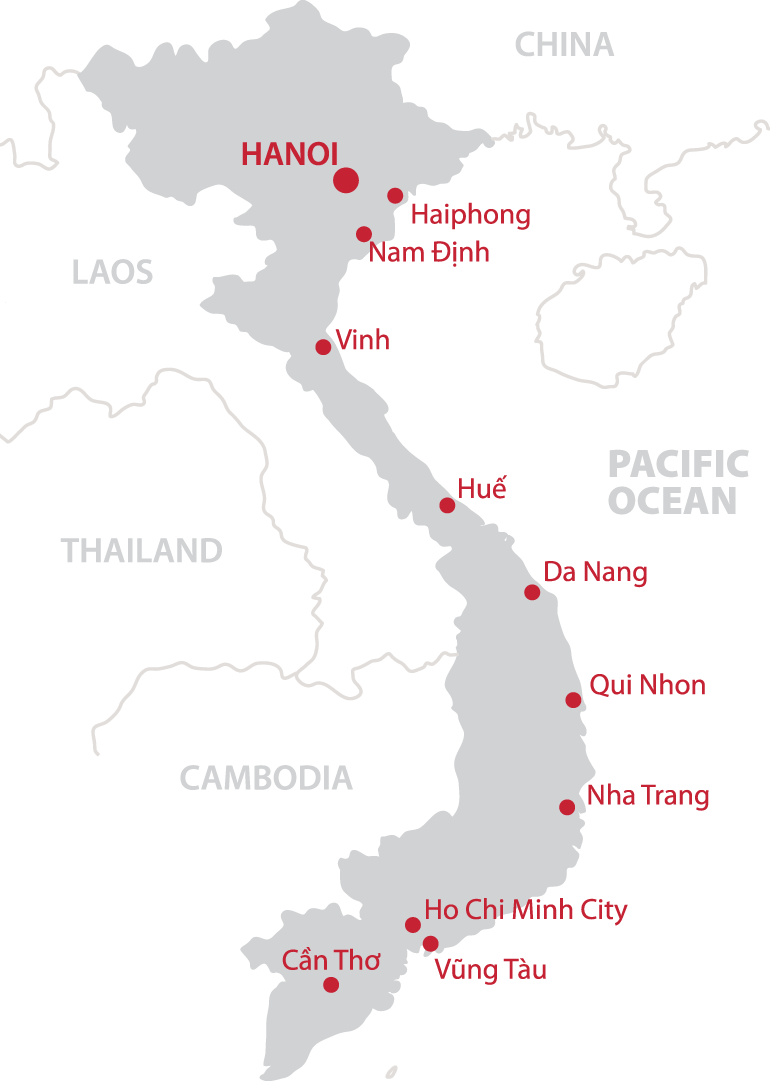 CHINA
HANOI
Haiphong
Nam Định
LAOS
Vinh
PACIFIC
OCEAN
Huế
THAILAND
Da Nang
Qui Nhon
CAMBODIA
Nha Trang
Ho Chi Minh City
Cần Thơ
Vũng Tàu